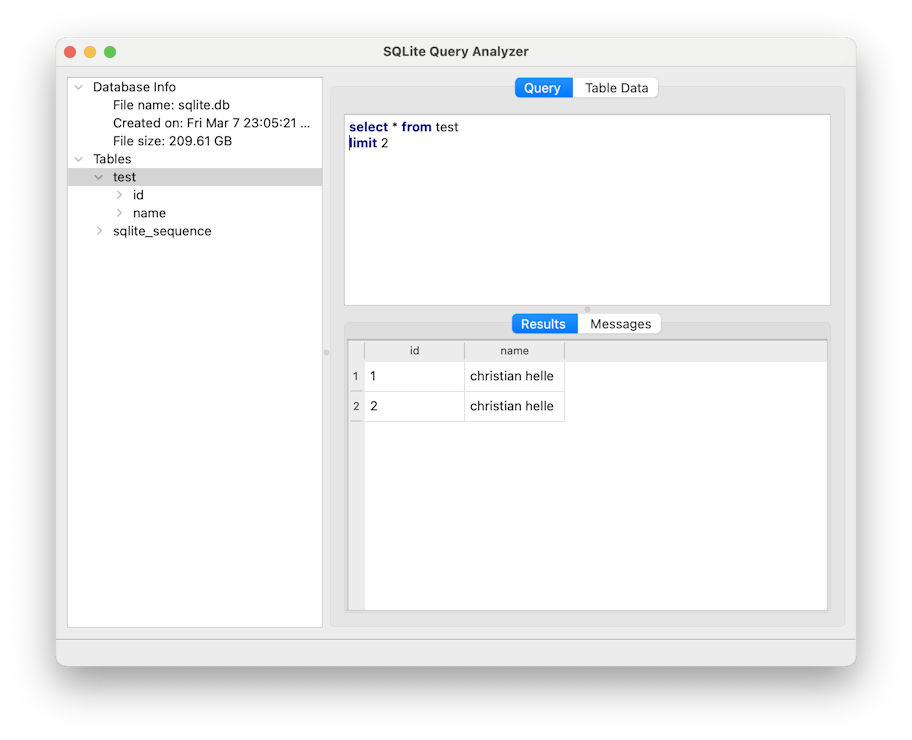 SQLite Query Analyzer
Database Info
File name: sqlite.db
Created on: Fri Mar 7 23:05:21 ...
File size: 209.61 GB
Tables
test
id
name
sqlite_sequence
Query
Table Data
select * from test
limit 2
Results
Messages
id name
1 1 christian helle
2 2 christian helle